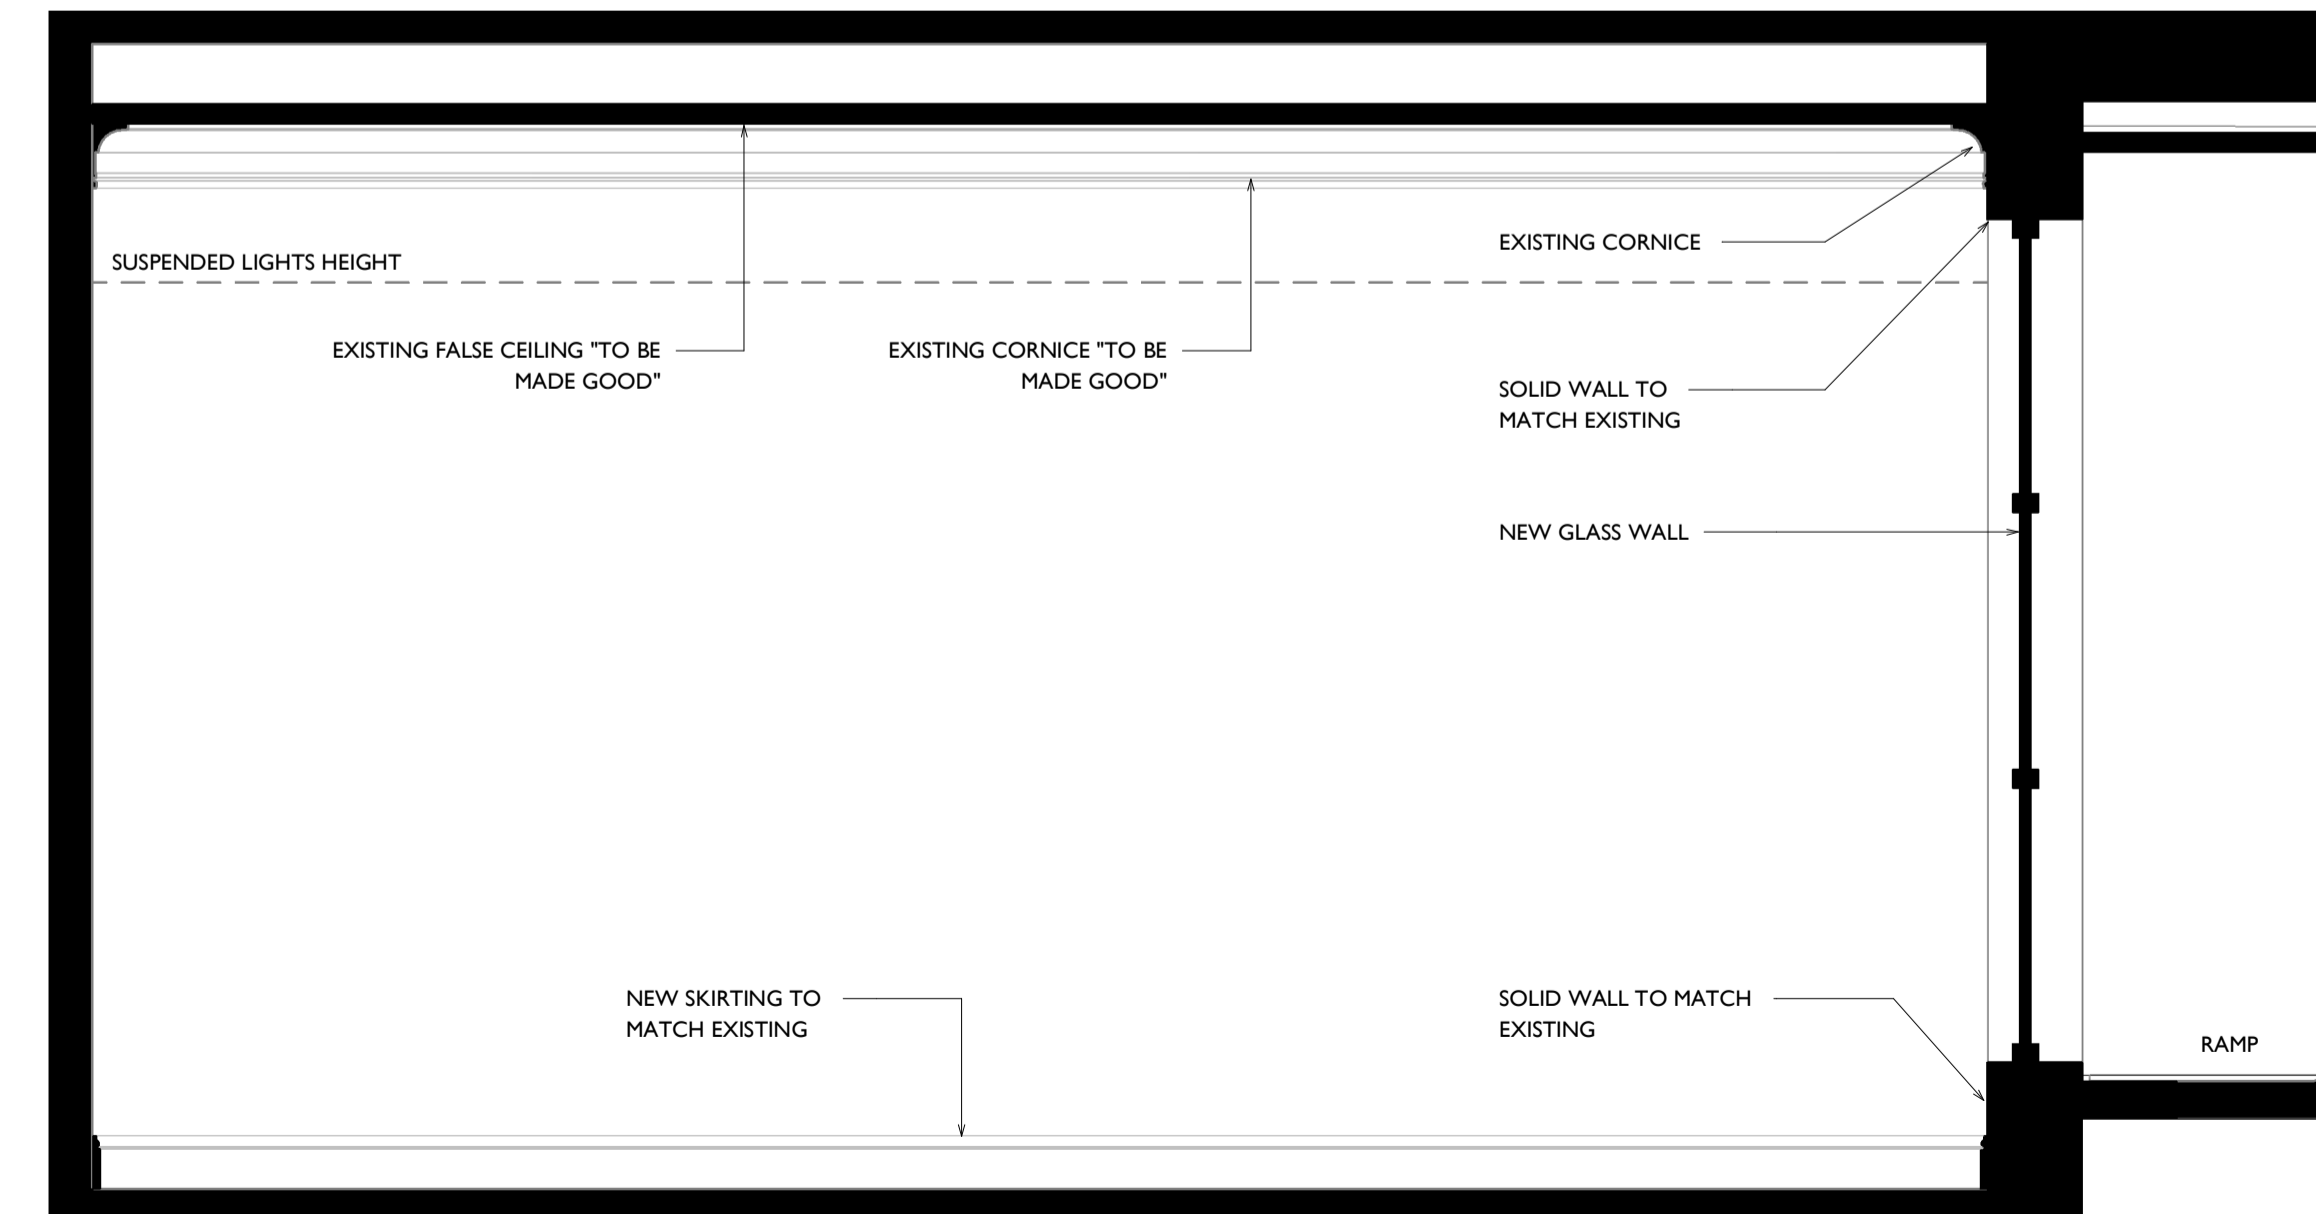 EXISTING CORNICE
SUSPENDED LIGHTS HEIGHT
EXISTING FALSE CEILING "TO BE
MADE GOOD"
EXISTING CORNICE "TO BE
MADE GOOD"
SOLID WALL TO
MATCH EXISTING
NEW GLASS WALL
NEW SKIRTING TO
MATCH EXISTING
SOLID WALL TO MATCH
EXISTING
RAMP